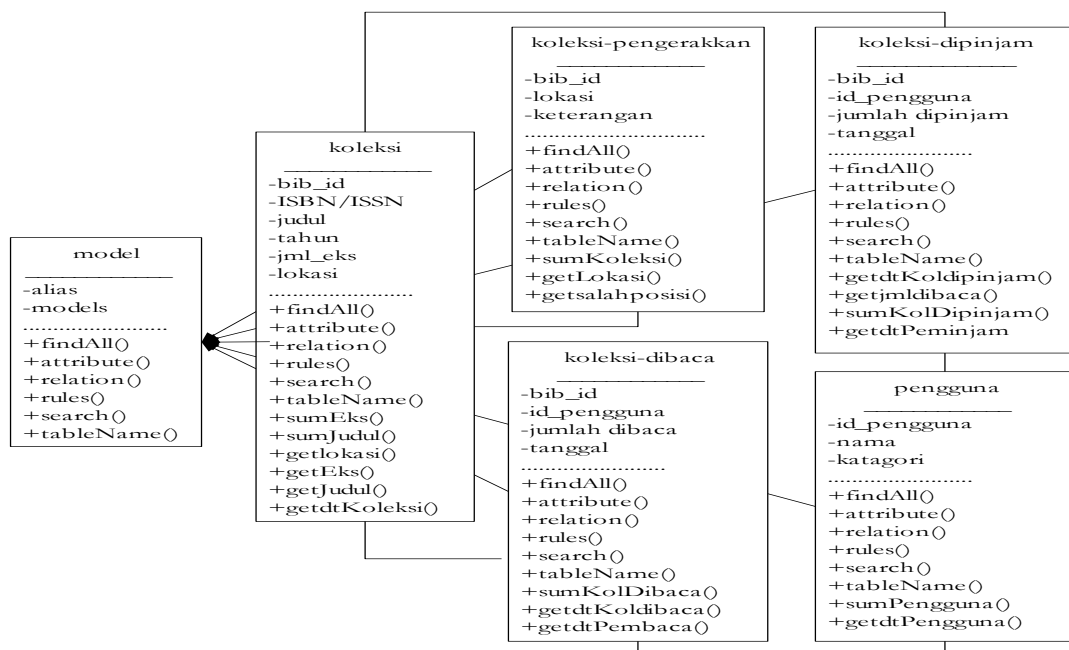 model
-alias
-models
+findAll()
+attribute()
+relation()
+rules()
+search()
+tableName()
koleksi
-bib_id
-ISBN/ISSN
-judul
-tahun
-jml_eks
-lokasi
+findAll()
+attribute()
+relation()
+rules()
+search()
+tableName()
+sumEks()
+sumJudul()
+getlokasi()
+getEks()
+getJudul()
+getdtKoleksi()
koleksi-pengerakkan
-bib_id
-lokasi
-keterangan
+findAll()
+attribute()
+relation()
+rules()
+search()
+tableName()
+sumKoleksi()
+getLokasi()
+getsalahposisi()
koleksi-dibaca
-bib_id
-id_pengguna
-jumlah dibaca
-tanggal
+findAll()
+attribute()
+relation()
+rules()
+search()
+tableName()
+sumKolDibaca()
+getdtKoldibaca()
+getdtPembaca()
koleksi-dipinjam
-bib_id
-id_pengguna
-jumlah dipinjam
-tanggal
+findAll()
+attribute()
+relation()
+rules()
+search()
+tableName()
+getdtKoldipinjam()
+getjmldibaca()
+sumKolDipinjam()
+getdtPeminjam
pengguna
-id_pengguna
-nama
-katagori
+findAll()
+attribute()
+relation()
+rules()
+search()
+tableName()
+sumPengguna()
+getdtPengguna()